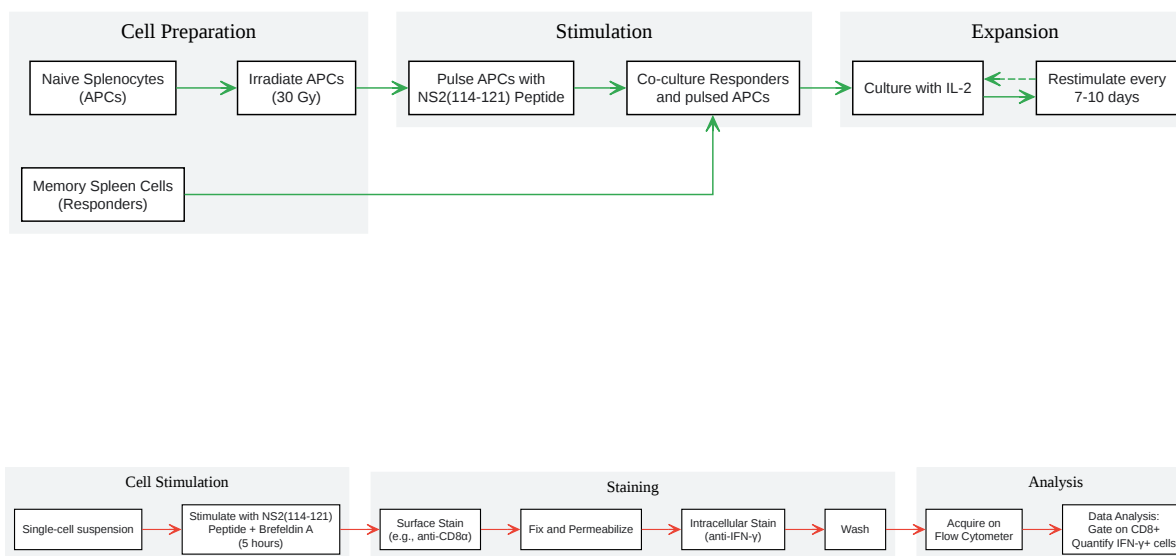 Cell Preparation
Stimulation
Expansion
Naive Splenocytes
(APCs)
Irradiate APCs
(30 Gy)
Pulse APCs with
NS2(114-121) Peptide
Co-culture Responders
and pulsed APCs
Culture with IL-2
Restimulate every
7-10 days
Memory Spleen Cells
(Responders)
Cell Stimulation
Staining
Analysis
Single-cell suspension
Stimulate with NS2(114-121)
Peptide + Brefeldin A
(5 hours)
Surface Stain
(e.g., anti-CD8α)
Fix and Permeabilize
Intracellular Stain
(anti-IFN-γ)
Wash
Acquire on
Flow Cytometer
Data Analysis:
Gate on CD8+
Quantify IFN-γ+ cells